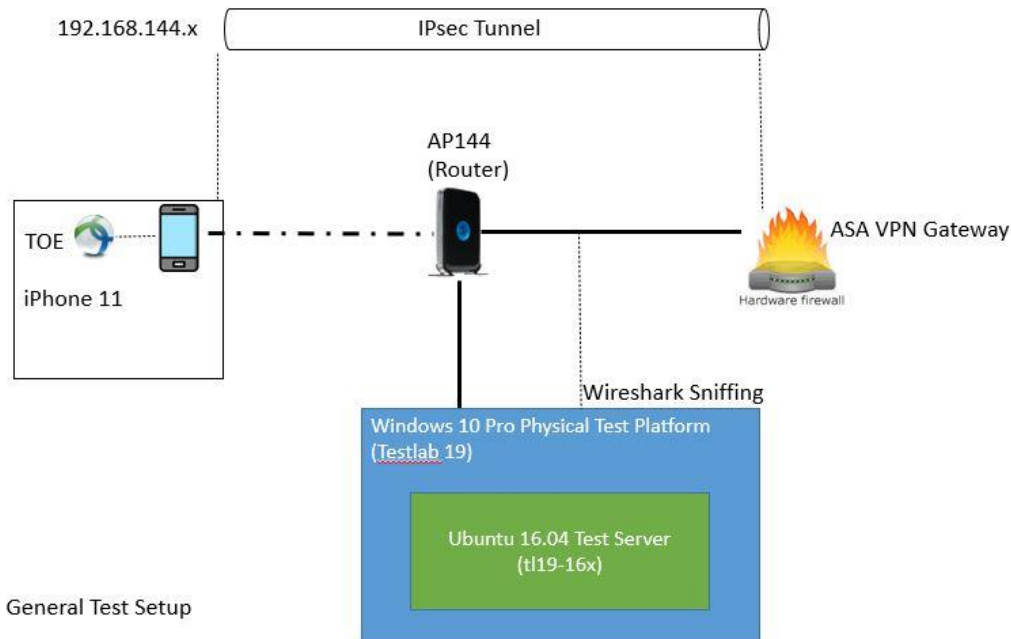 192.168.144.x
IPsec Tunnel
AP144
(Router)
TOE
iPhone 11
ASA VPN Gateway
Hardware firewall
Wireshark Sniffing
Windows 10 Pro Physical Test Platform
(Testlab 19)
Ubuntu 16.04 Test Server
(tl19-16x)
General Test Setup